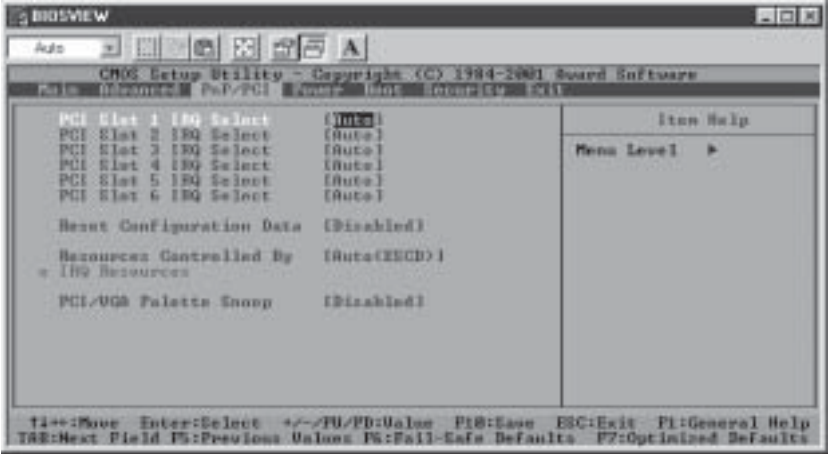 BIOSVIEW
Auto
A
CMOS Setup Utility - Copyright (C) 1984-2001 Award Software
Main Advanced PnP/PCI Power Boot Security Exit
PCI Slot 1 IRQ Select [Auto]
Item Help
PCI Slot 2 IRQ Select [Auto]
PCI Slot 3 IRQ Select [Auto]
Menu Level ▶
PCI Slot 4 IRQ Select [Auto]
PCI Slot 5 IRQ Select [Auto]
PCI Slot 6 IRQ Select [Auto]
Reset Configuration Data [Disabled]
Resources Controlled By [Auto(ESCD)]
x IRQ Resources
PCI/VGA Palette Snoop [Disabled]
↑↓→←:Move Enter:Select +/-/PU/PD:Value F10:Save ESC:Exit F1:General Help
TAB:Next Field F5:Previous Values F6:Fail-Safe Defaults F7:Optimized Defaults